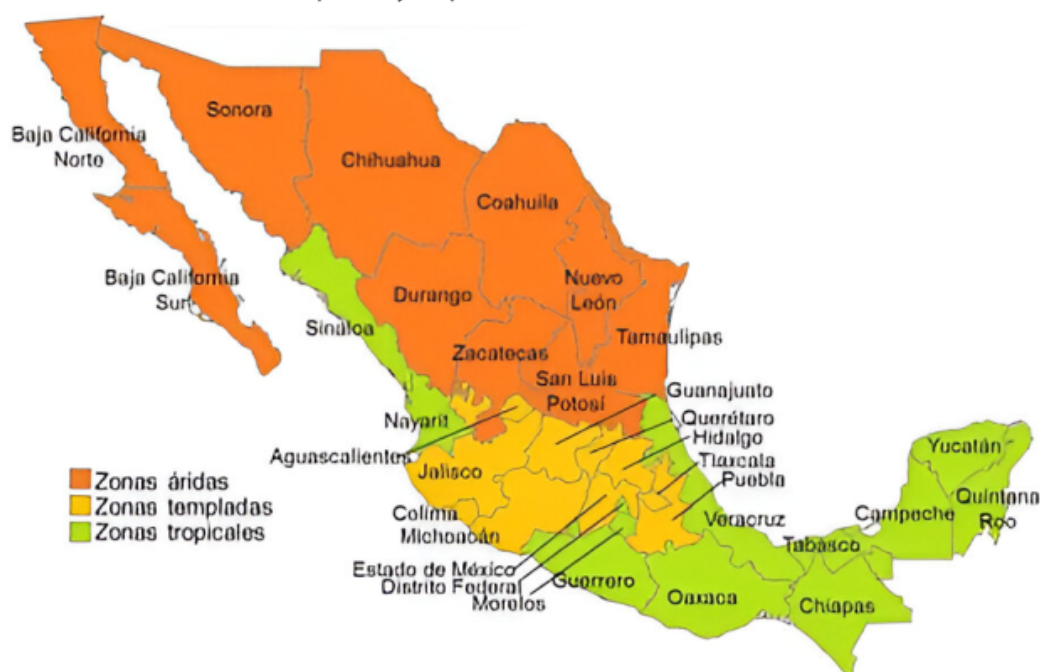 Sonora
Baja California
Norte
Chihuahua
Coahuila
Baja California
Sur
Nuevo
León
Durango
Sinaloa
Tamaulipas
Zacatecas
San Luis
Potosí
Guanajuato
Nayarit
Querétaro
Hidalgo
Aguascalientes
Tlaxcala
Jalisco
Puebla
Yucatán
Zonas áridas
Zonas templadas
Zonas tropicales
Quintana
Roo
Campeche
Colima
Veracruz
Michoacán
Tabasco
Estado de México
Distrito Federal
Morelos
Guerrero
Oaxaca
Chiapas